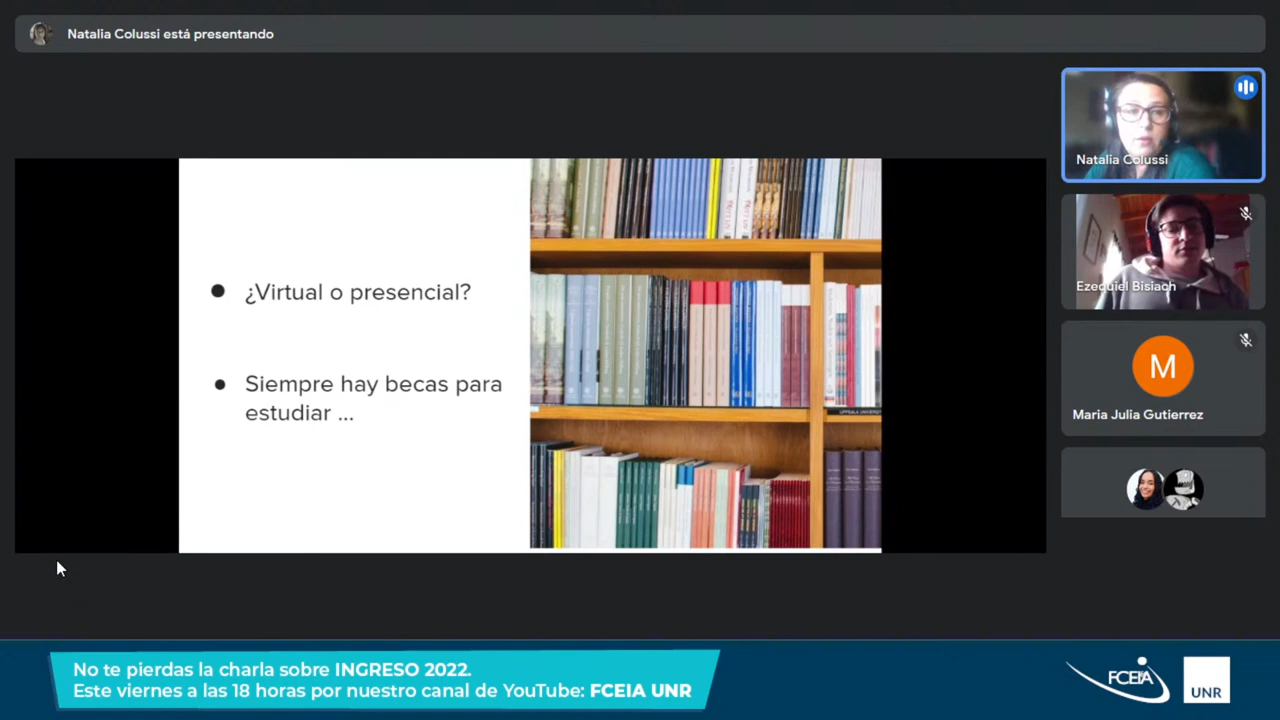 Natalia Colussi está presentando
Natalia Colussi
¿Virtual o presencial?
Siempre hay becas para
estudiar ...
Ezequiel Bisiach
M
Maria Julia Gutierrez
No te pierdas la charla sobre INGRESO 2022.
Este viernes a las 18 horas por nuestro canal de YouTube: FCEIA UNR
FCEIA
UNR